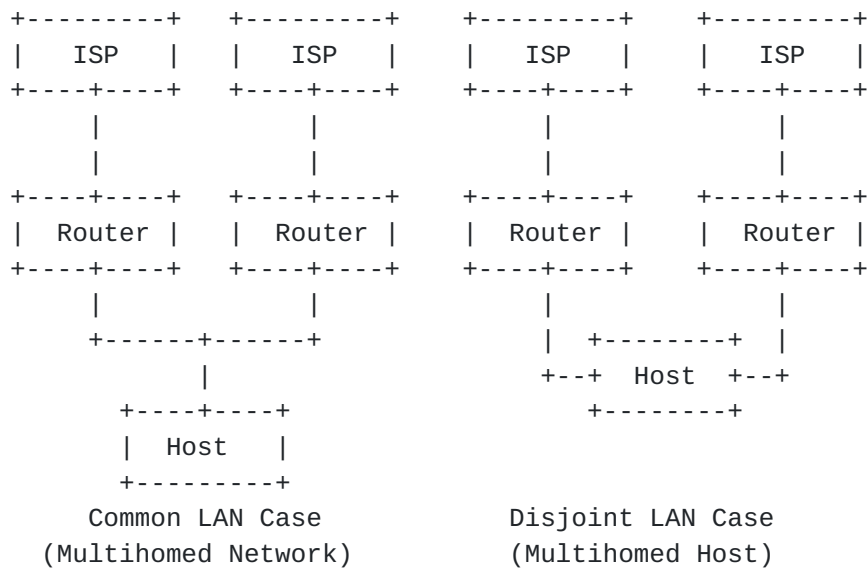 ISP ISP ISP ISP
Router Router Router Router
Host
Host
Common LAN Case Disjoint LAN Case
(Multihomed Network) (Multihomed Host)